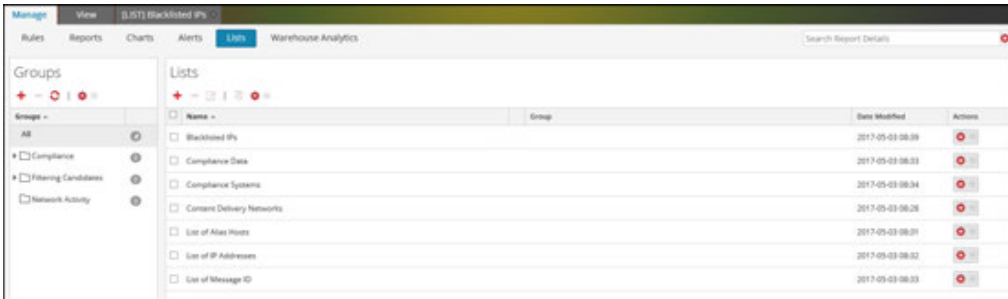 Manage View [LIST] Blacklisted IPs
Rules Reports Charts Alerts Lists Warehouse Analytics Search Report Details
Groups Lists
Groups Name Group Date Modified Actions
All
Compliance
Filtering Candidates
Network Activity
Blacklisted IPs 2017-05-03 08:39
Compliance Data 2017-05-03 08:33
Compliance Systems 2017-05-03 08:34
Content Delivery Networks 2017-05-03 08:28
List of Alias Hosts 2017-05-03 08:31
List of IP Addresses 2017-05-03 08:32
List of Message ID 2017-05-03 08:33